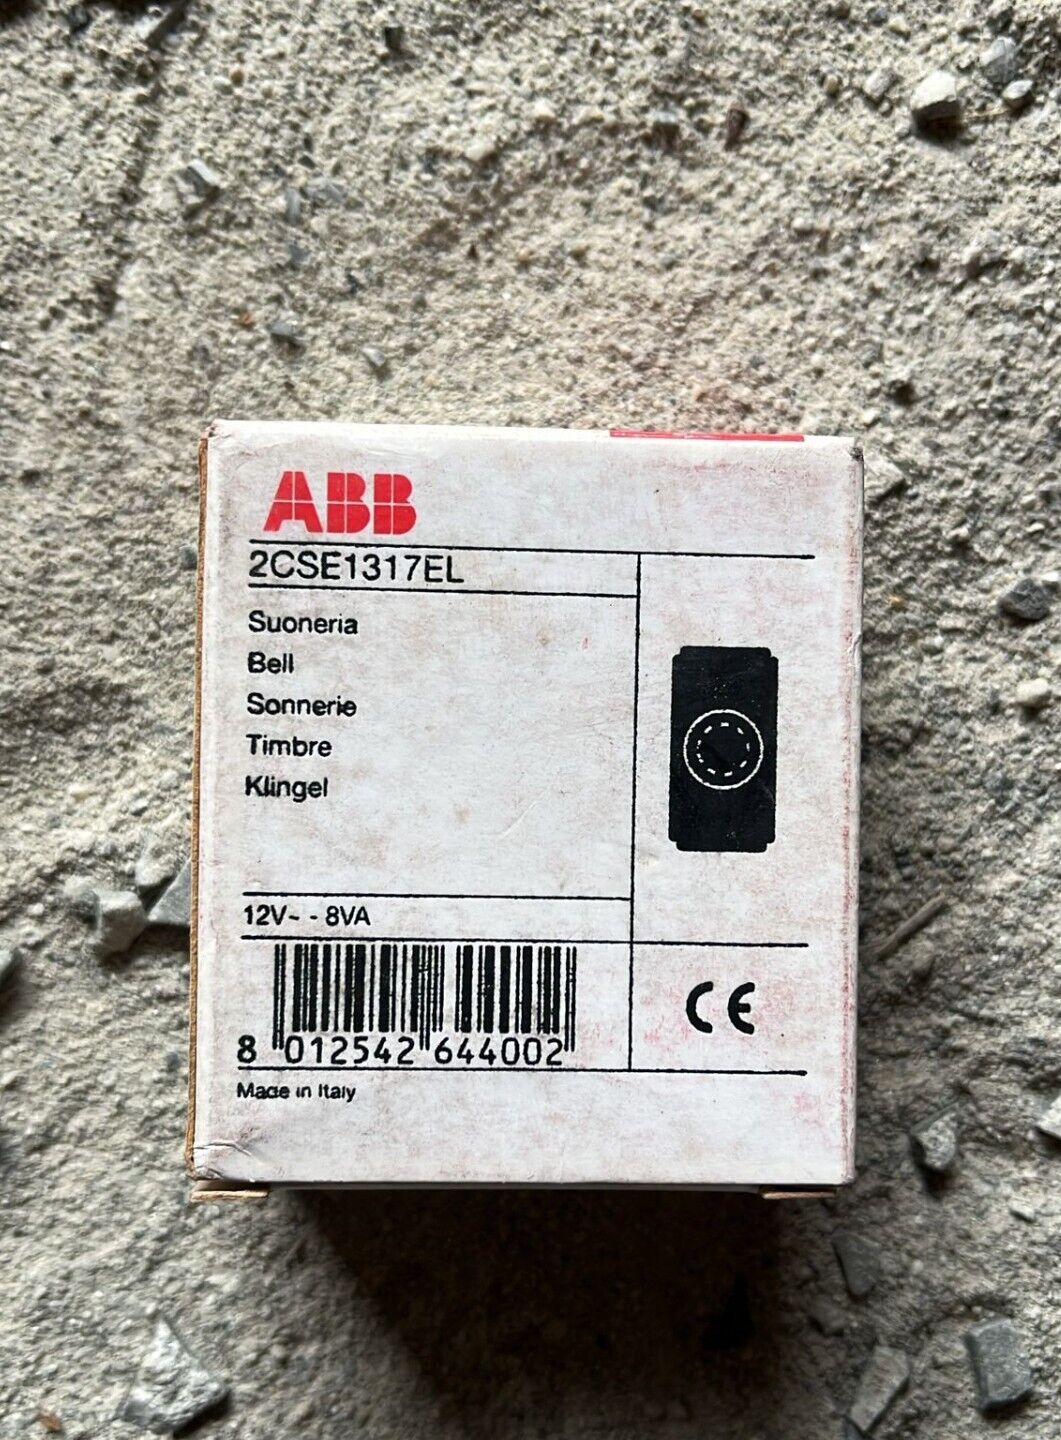 ABB
2CSE1317EL
Suoneria
Bell
Sonnerie
Timbre
Klingel
12V~ - 8VA
CE
8 012542 644002
Made in Italy